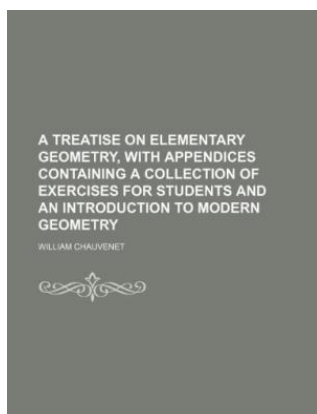 A TREATISE ON ELEMENTARY
GEOMETRY, WITH APPENDICES
CONTAINING A COLLECTION OF
EXERCISES FOR STUDENTS AND
AN INTRODUCTION TO MODERN
GEOMETRY
WILLIAM CHAUVENET